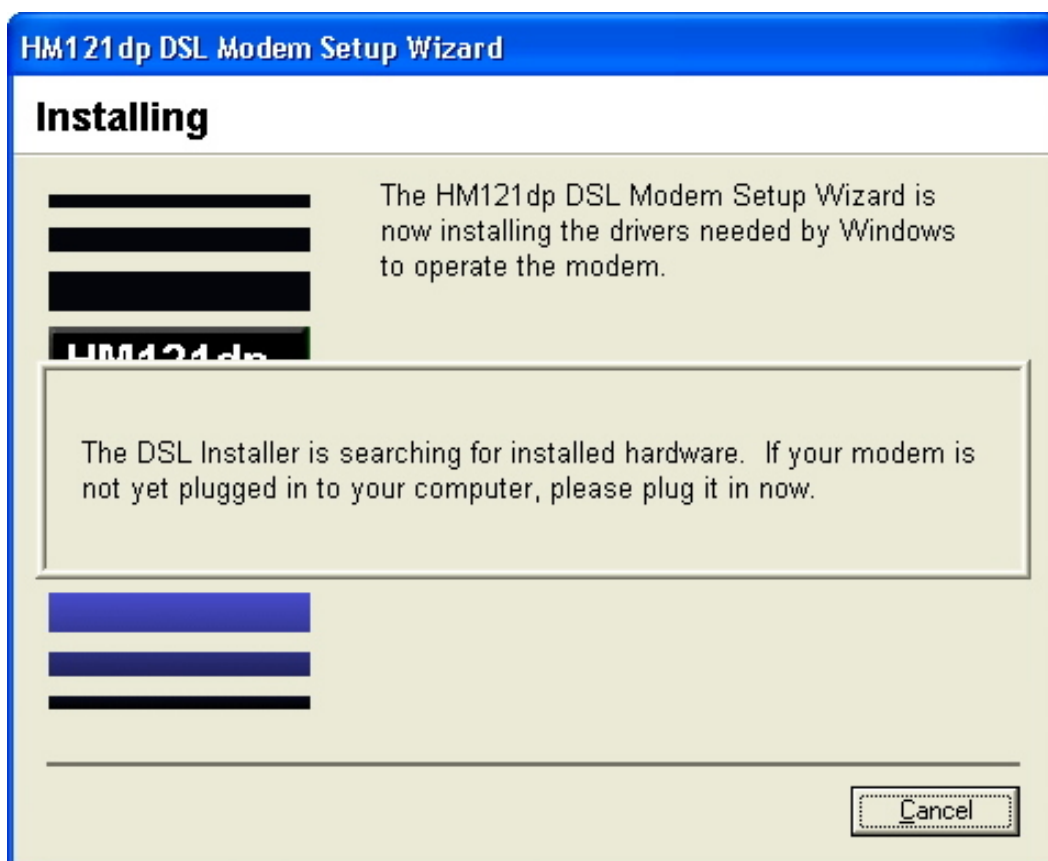 HM121dp DSL Modem Setup Wizard
Installing
The HM121dp DSL Modem Setup Wizard is
now installing the drivers needed by Windows
to operate the modem.
HM121dp
The DSL Installer is searching for installed hardware.  If your modem is
not yet plugged in to your computer, please plug it in now.
Cancel